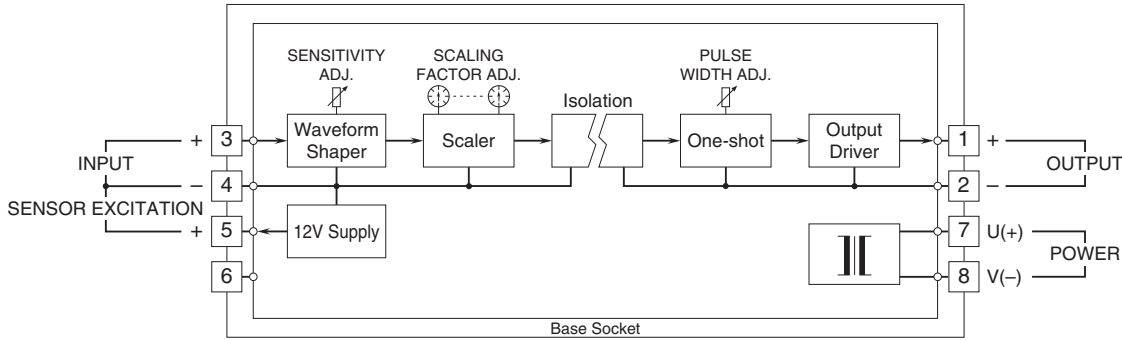 SENSITIVITY
ADJ.
SCALING
FACTOR ADJ.
PULSE
WIDTH ADJ.
Isolation
+ 3
Waveform
Shaper
Scaler
One-shot
Output
Driver
1 +
INPUT
OUTPUT
– 4
2 –
SENSOR EXCITATION
+ 5
12V Supply
7 U(+)
POWER
6
8 V(–)
Base Socket